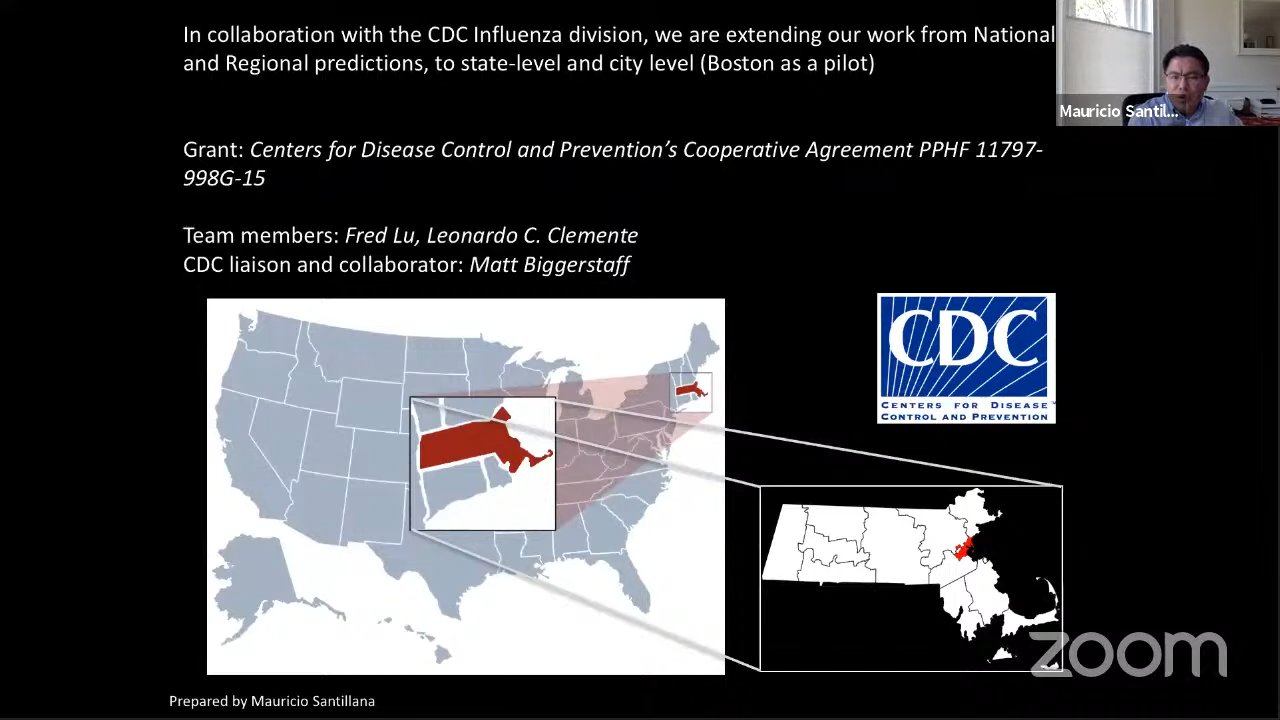 In collaboration with the CDC Influenza division, we are extending our work from National
and Regional predictions, to state-level and city level (Boston as a pilot)
Mauricio Santil...
Grant: Centers for Disease Control and Prevention’s Cooperative Agreement PPHF 11797-
998G-15
Team members: Fred Lu, Leonardo C. Clemente
CDC liaison and collaborator: Matt Biggerstaff
CDC
CENTERS FOR DISEASE™
CONTROL AND PREVENTION
zoom
Prepared by Mauricio Santillana